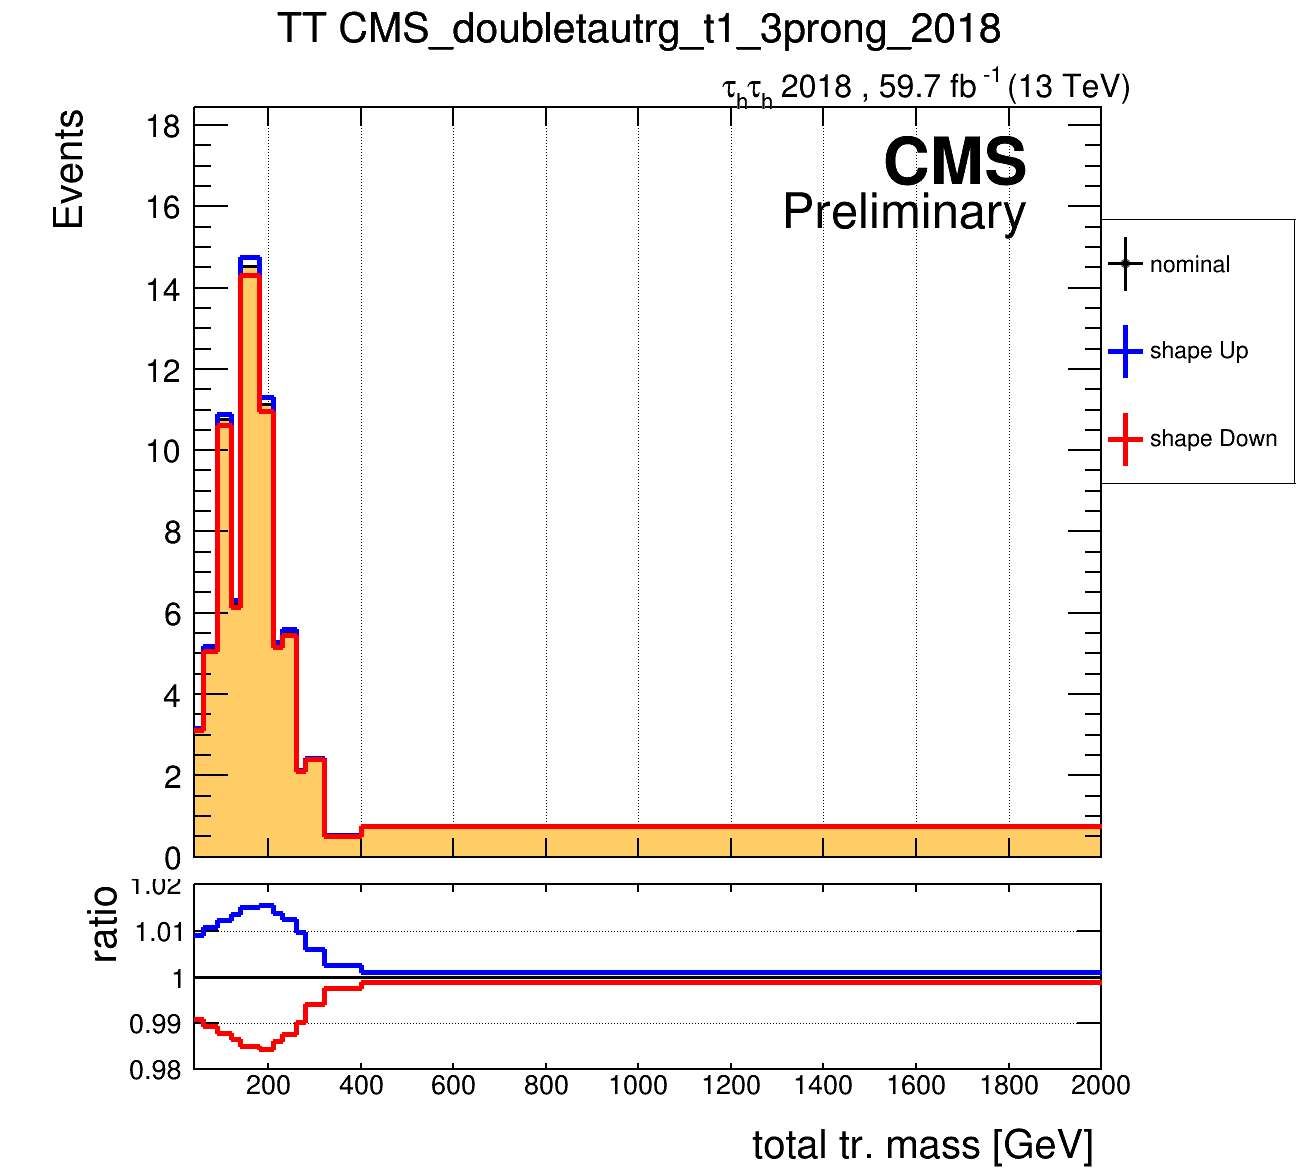 TT CMS_doubletautrg_t1_3prong_2018
τhτh 2018 , 59.7 fb -1 (13 TeV)
Events
18
16
14
12
10
8
6
4
2
0
CMS
Preliminary
nominal
shape Up
shape Down
ratio
1.02
1.01
1
0.99
0.98
200 400 600 800 1000 1200 1400 1600 1800 2000
total tr. mass [GeV]